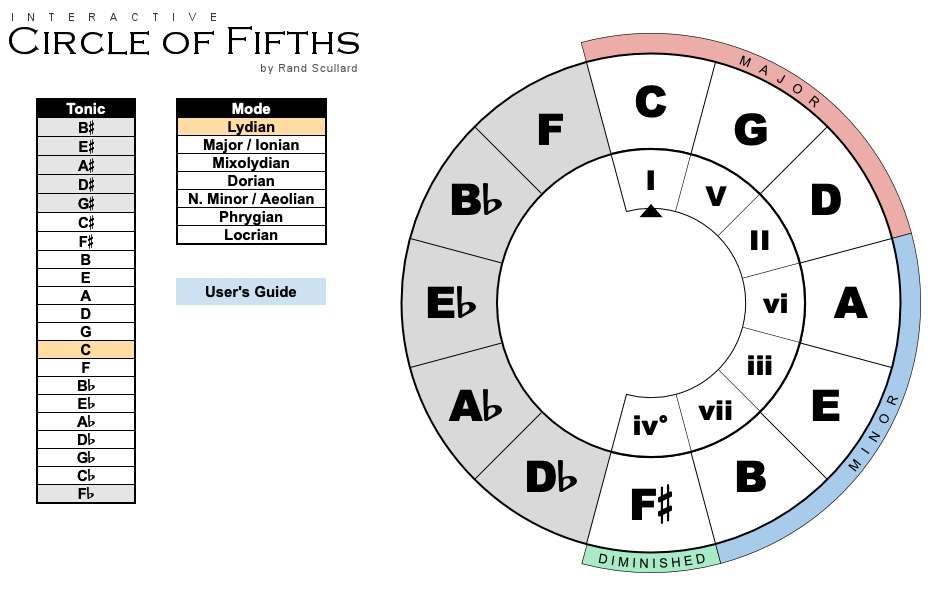 INTERACTIVE
CIRCLE OF FIFTHS
by Rand Scullard
Tonic
B♯
E♯
A♯
D♯
G♯
C♯
F♯
B
E
A
D
G
C
F
B♭
E♭
A♭
D♭
G♭
C♭
F♭
Mode
Lydian
Major / Ionian
Mixolydian
Dorian
N. Minor / Aeolian
Phrygian
Locrian
User's Guide
MAJOR
MINOR
DIMINISHED
C
G
D
A
E
B
F♯
D♭
A♭
E♭
B♭
F
I
V
II
vi
iii
vii
iv°